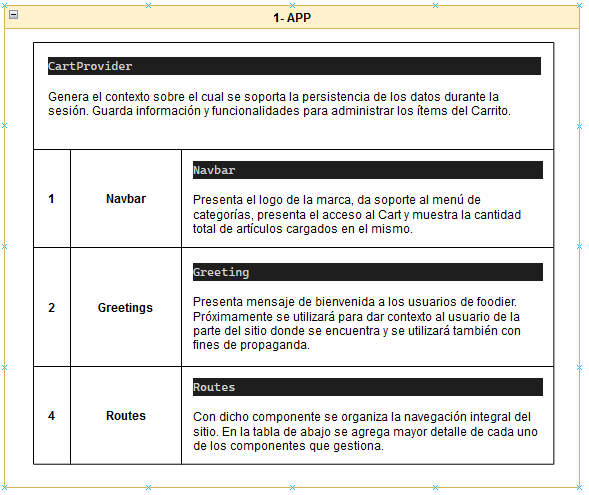 1- APP
CartProvider
Genera el contexto sobre el cual se soporta la persistencia de los datos durante la
sesión. Guarda información y funcionalidades para administrar los ítems del Carrito.
1
Navbar
Navbar
Presenta el logo de la marca, da soporte al menú de
categorías, presenta el acceso al Cart y muestra la cantidad
total de artículos cargados en el mismo.
2
Greetings
Greeting
Presenta mensaje de bienvenida a los usuarios de foodier.
Próximamente se utilizará para dar contexto al usuario de la
parte del sitio donde se encuentra y se utilizará también con
fines de propaganda.
4
Routes
Routes
Con dicho componente se organiza la navegación integral del
sitio. En la tabla de abajo se agrega mayor detalle de cada uno
de los componentes que gestiona.